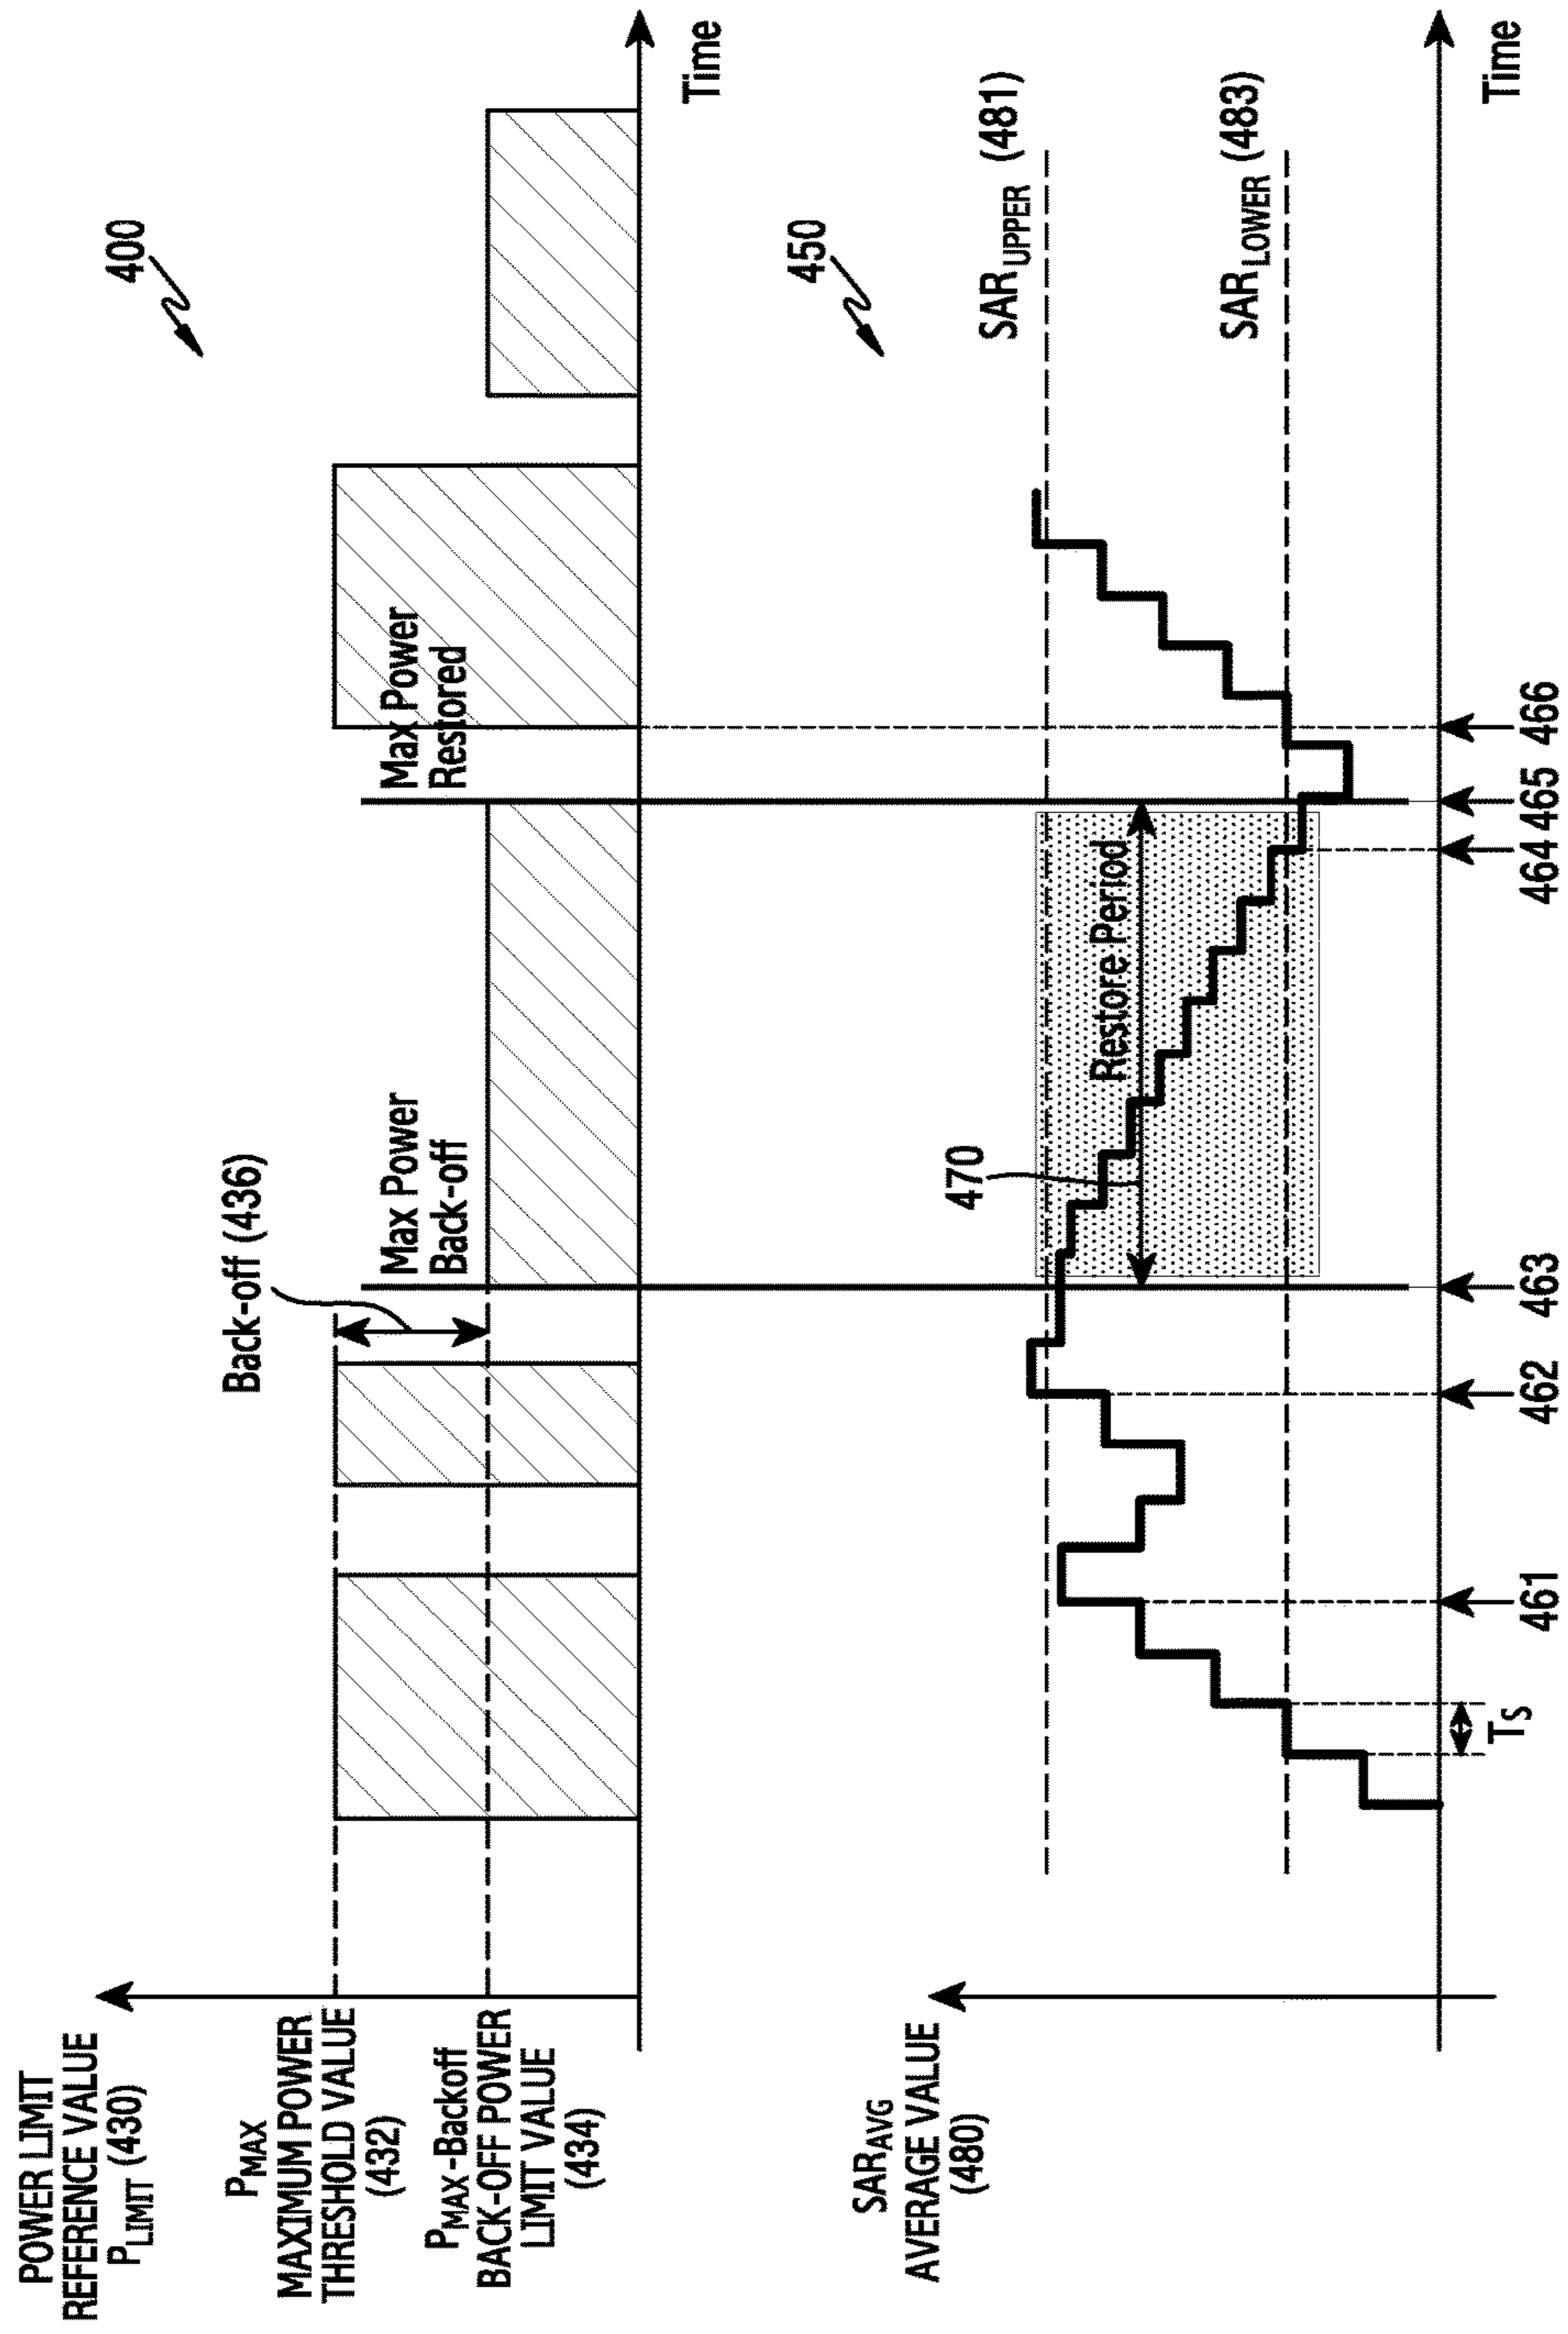 400
POWER LIMIT
REFERENCE VALUE
PLIMIT (430)
Back-off (436)
PMAX
MAXIMUM POWER
THRESHOLD VALUE
(432)
Max Power
Back-off
Max Power
Restored
PMAX-Backoff
BACK-OFF POWER
LIMIT VALUE
(434)
Time
450
SARAVG
AVERAGE VALUE
(480)
470
SARUPPER (481)
Restore Period
SARLOWER (483)
TS
Time
461
462
463
464
465
466